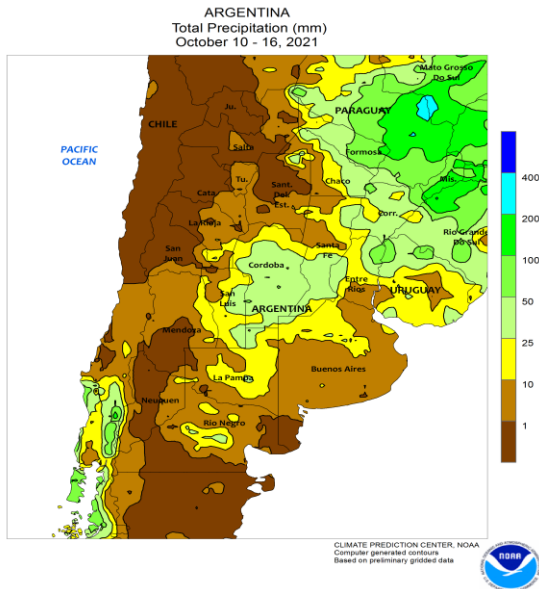 ARGENTINA
Total Precipitation (mm)
October 10 - 16, 2021
Mato Grosso
Do Sul
Ju.
PARAGUAY
CHILE
PACIFIC
OCEAN
Salta
Formosa
Tu.
Chaco
Mis.
Cata.
Sant.
Del
Est.
Corr.
La Rioja
Rio Grande
Do Sul
San
Juan
Santa
Fe
Cordoba
Entre
Rios
URUGUAY
San
Luis
ARGENTINA
Mendoza
Buenos Aires
La Pampa
Neuquen
Rio Negro
400
200
100
50
25
10
1
CLIMATE PREDICTION CENTER, NOAA
Computer generated contours
Based on preliminary gridded data
NOAA